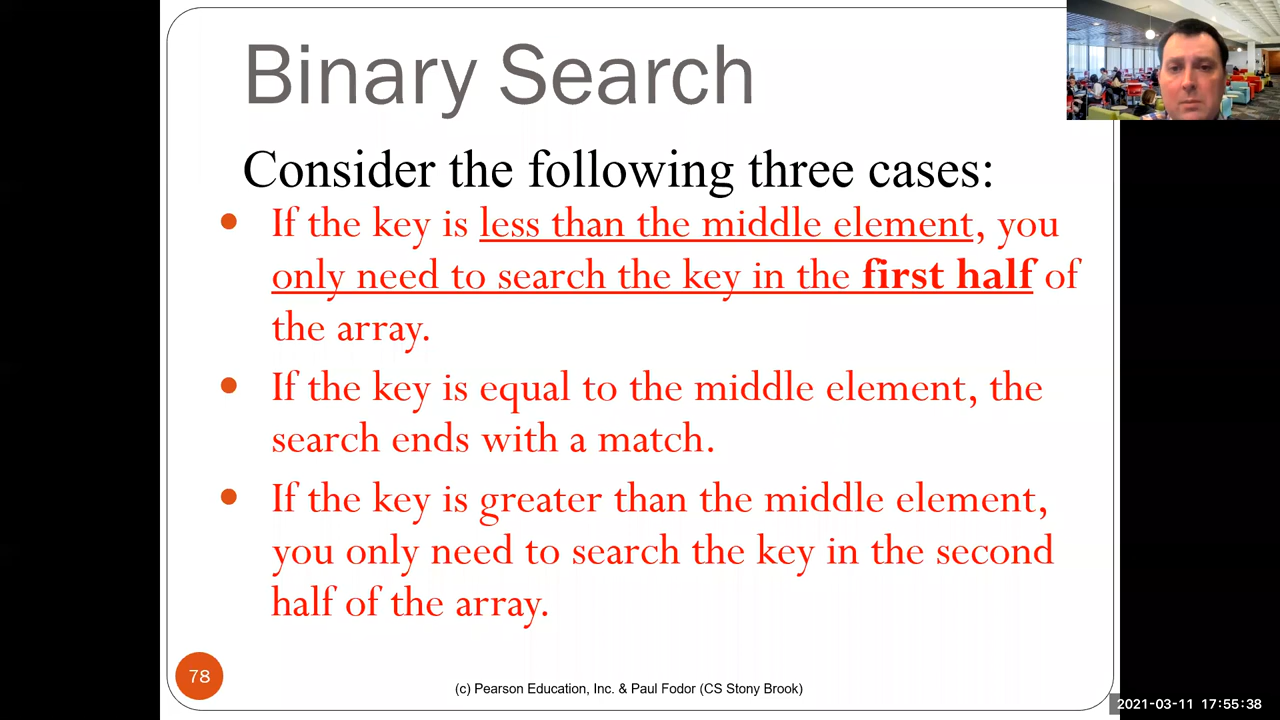 Binary Search
Consider the following three cases:
• If the key is less than the middle element, you
only need to search the key in the first half of
the array.
• If the key is equal to the middle element, the
search ends with a match.
• If the key is greater than the middle element,
you only need to search the key in the second
half of the array.
78
(c) Pearson Education, Inc. & Paul Fodor (CS Stony Brook)
2021-03-11 17:55:38